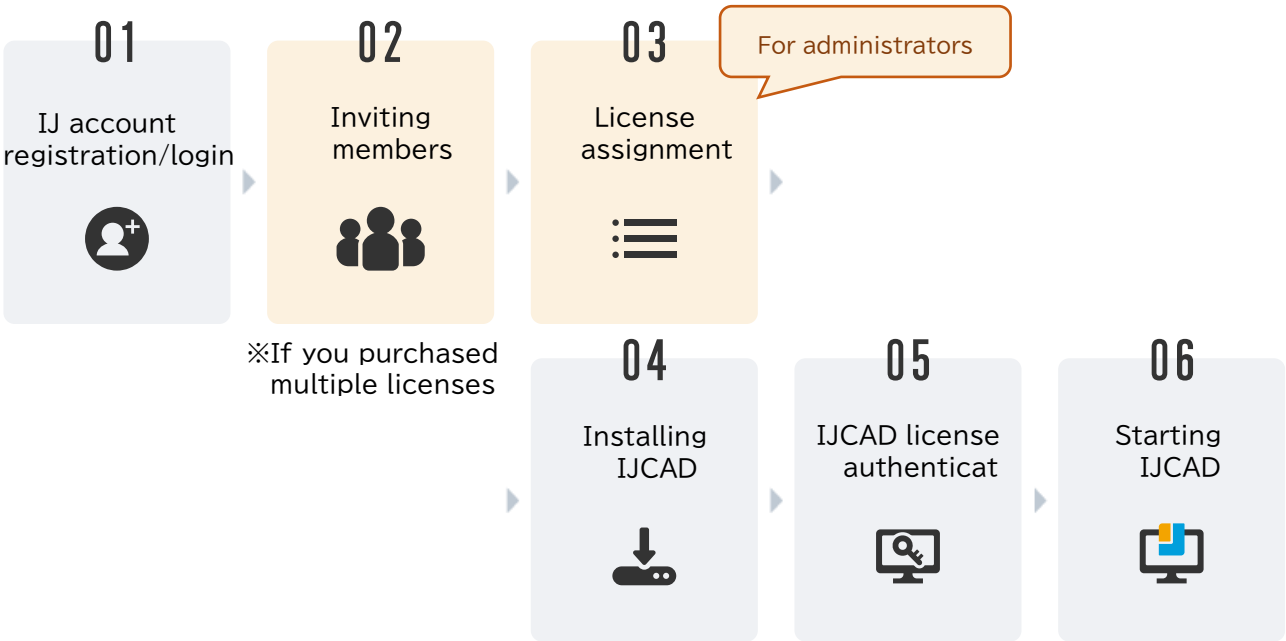 01
IJ account
registration/login
02
Inviting
members
※If you purchased
multiple licenses
03
License
assignment
For administrators
04
Installing
IJCAD
05
IJCAD license
authenticat
06
Starting
IJCAD